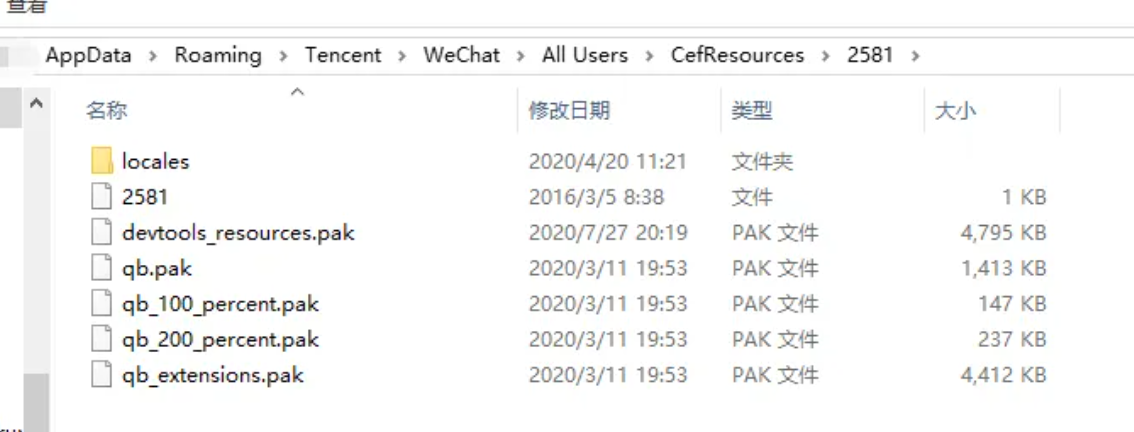 查看
AppData > Roaming > Tencent > WeChat > All Users > CefResources > 2581 >
名称 修改日期 类型 大小
locales 2020/4/20 11:21 文件夹
2581 2016/3/5 8:38 文件 1 KB
devtools_resources.pak 2020/7/27 20:19 PAK 文件 4,795 KB
qb.pak 2020/3/11 19:53 PAK 文件 1,413 KB
qb_100_percent.pak 2020/3/11 19:53 PAK 文件 147 KB
qb_200_percent.pak 2020/3/11 19:53 PAK 文件 237 KB
qb_extensions.pak 2020/3/11 19:53 PAK 文件 4,412 KB